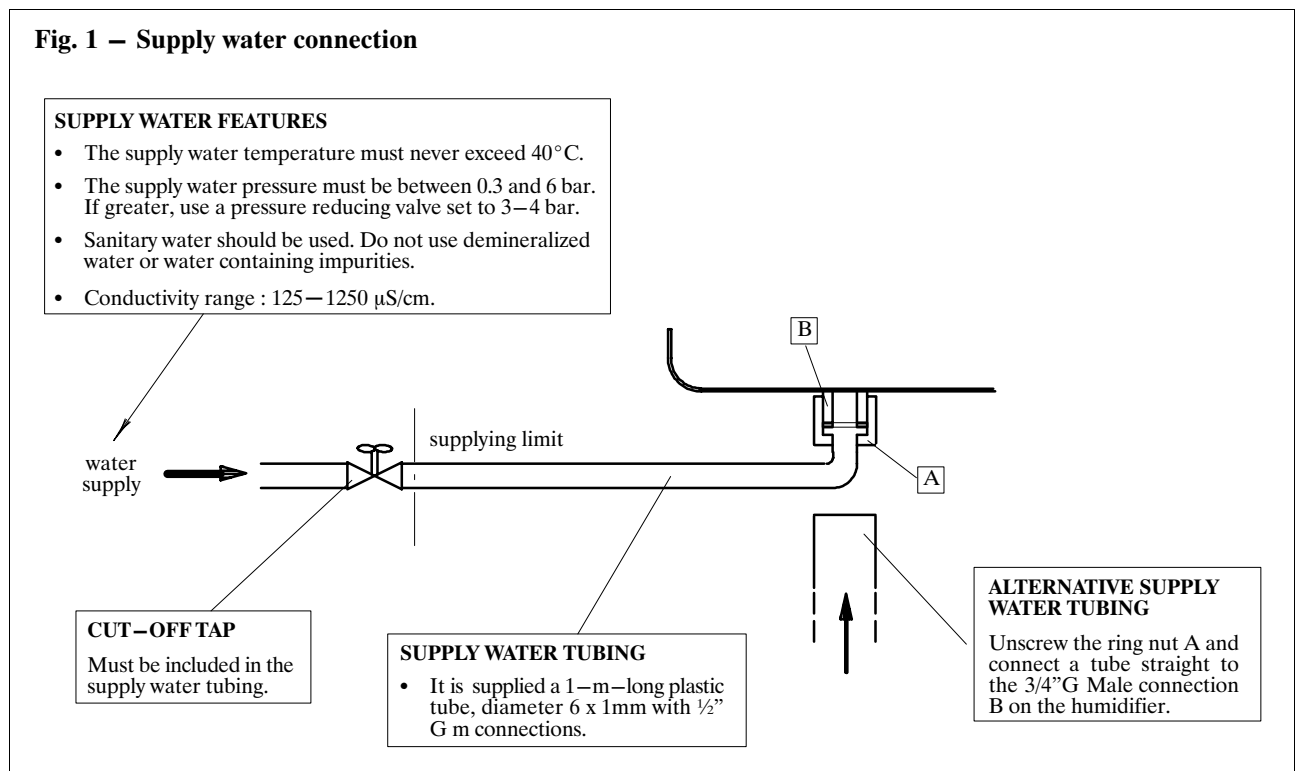 Fig. 1 – Supply water connection
SUPPLY WATER FEATURES
• The supply water temperature must never exceed 40°C.
• The supply water pressure must be between 0.3 and 6 bar.
If greater, use a pressure reducing valve set to 3–4 bar.
• Sanitary water should be used. Do not use demineralized
water or water containing impurities.
• Conductivity range : 125–1250 µS/cm.
B
supplying limit
water
supply
A
CUT–OFF TAP
Must be included in the
supply water tubing.
SUPPLY WATER TUBING
• It is supplied a 1–m–long plastic
tube, diameter 6 x 1mm with ½”
G m connections.
ALTERNATIVE SUPPLY
WATER TUBING
Unscrew the ring nut A and
connect a tube straight to
the 3/4”G Male connection
B on the humidifier.